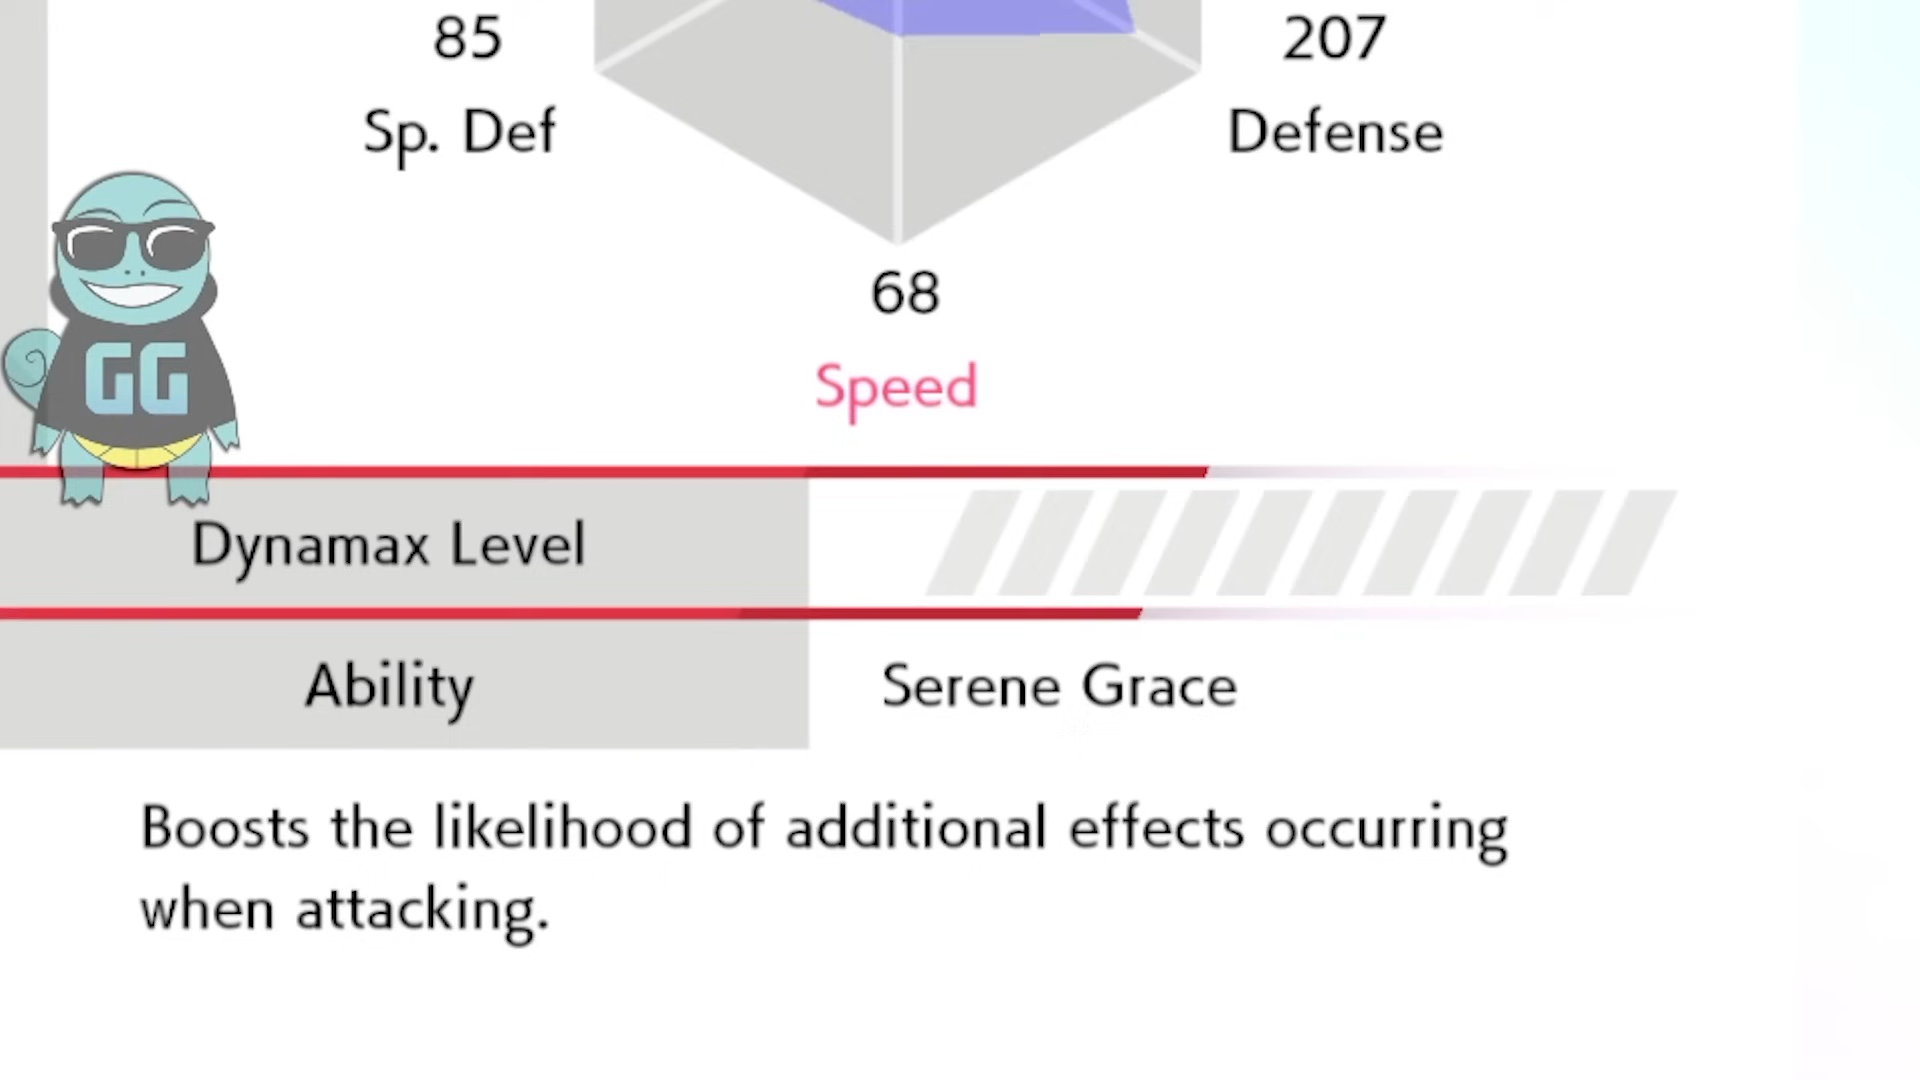 85
207
Sp. Def
Defense
68
Speed
GG
Dynamax Level
Ability
Serene Grace
Boosts the likelihood of additional effects occurring
when attacking.